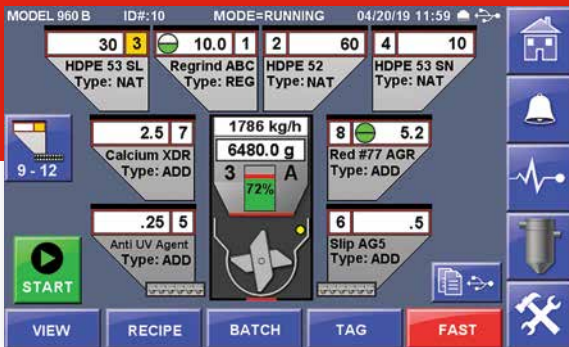 MODEL 960 B ID#:10 MODE=RUNNING 04/20/19 11:59
30 3
HDPE 53 SL
Type: NAT
10.0 1
Regrind ABC
Type: REG
2 60
HDPE 52
Type: NAT
4 10
HDPE 53 SN
Type: NAT
9 - 12
2.5 7
Calcium XDR
Type: ADD
1786 kg/h
6480.0 g
3 A
72%
8 5.2
Red #77 AGR
Type: ADD
.25 5
Anti UV Agent
Type: ADD
6 .5
Slip AG5
Type: ADD
START
VIEW RECIPE BATCH TAG FAST